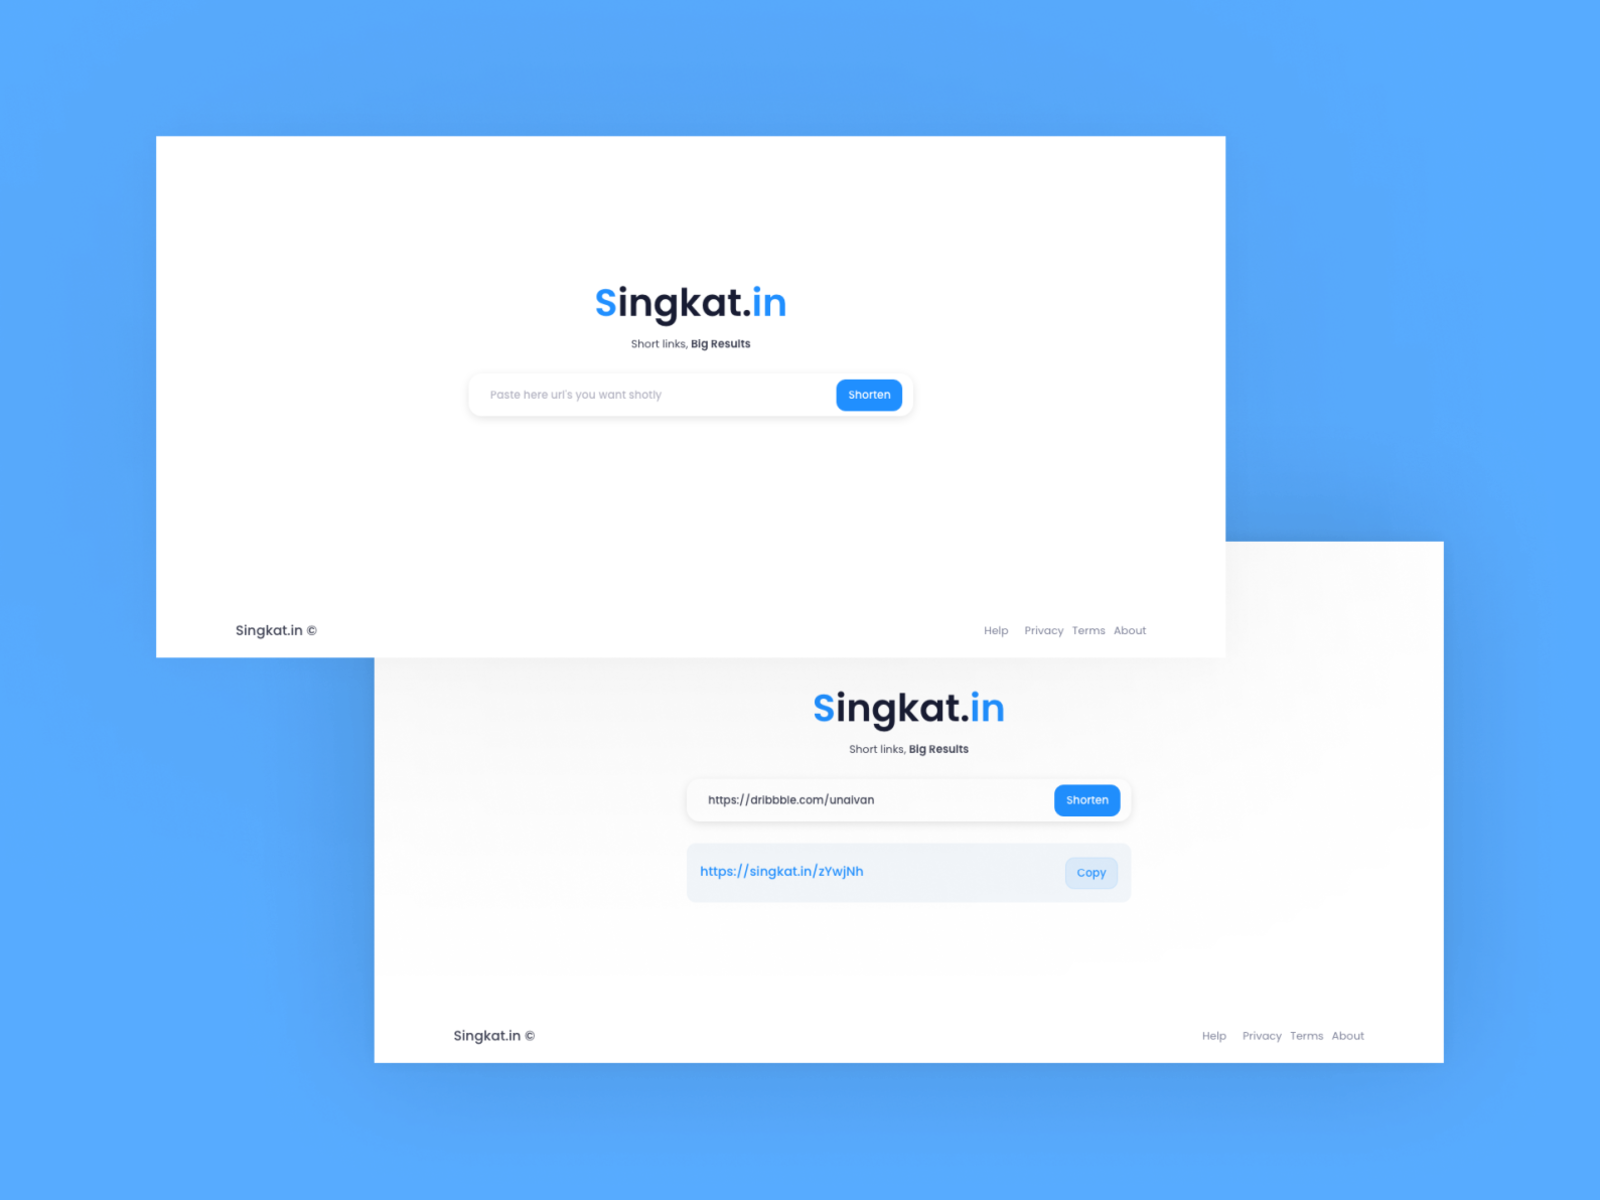 Singkat.in
Short links, Big Results
Paste here url's you want shotly
Shorten
Singkat.in ©
Help Privacy Terms About
Singkat.in
Short links, Big Results
https://dribbble.com/unaivan
Shorten
https://singkat.in/zYwjNh
Copy
Singkat.in ©
Help Privacy Terms About